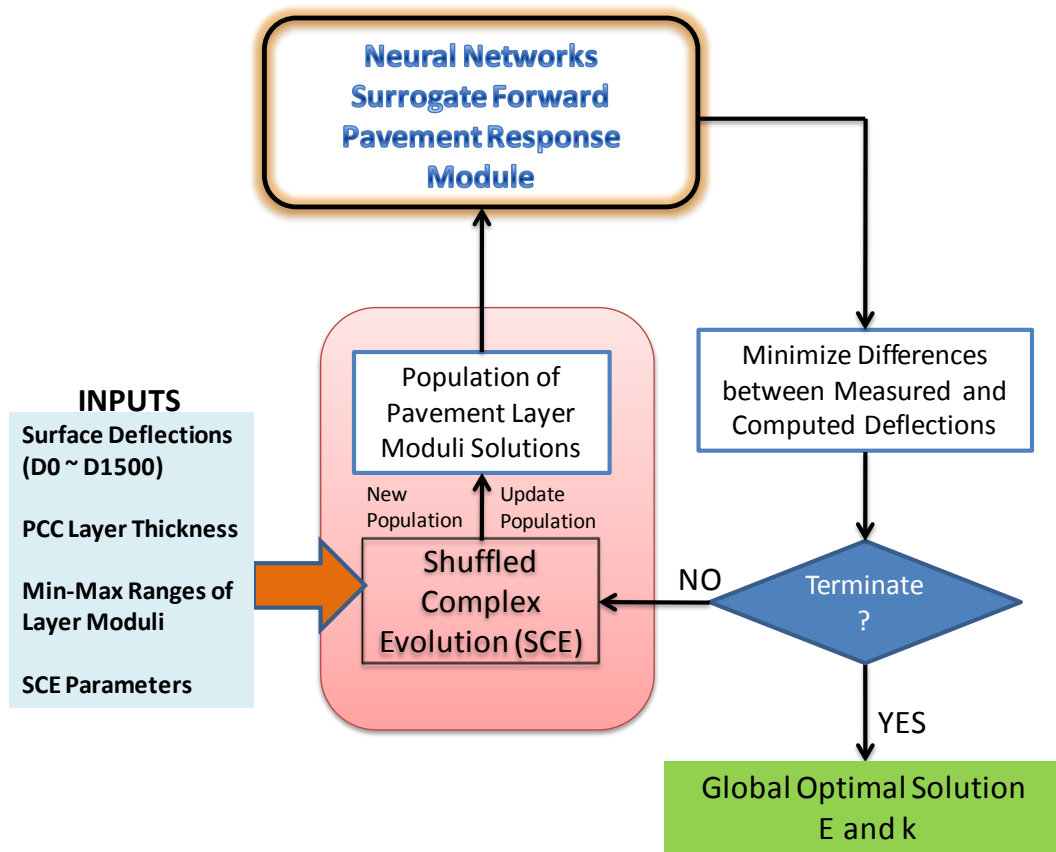 Neural Networks
Surrogate Forward
Pavement Response
Module
INPUTS
Surface Deflections
(D0 ~ D1500)
PCC Layer Thickness
Min-Max Ranges of
Layer Moduli
SCE Parameters
Population of
Pavement Layer
Moduli Solutions
New
Population
Update
Population
Shuffled
Complex
Evolution (SCE)
Minimize Differences
between Measured and
Computed Deflections
NO
Terminate
?
YES
Global Optimal Solution
E and k